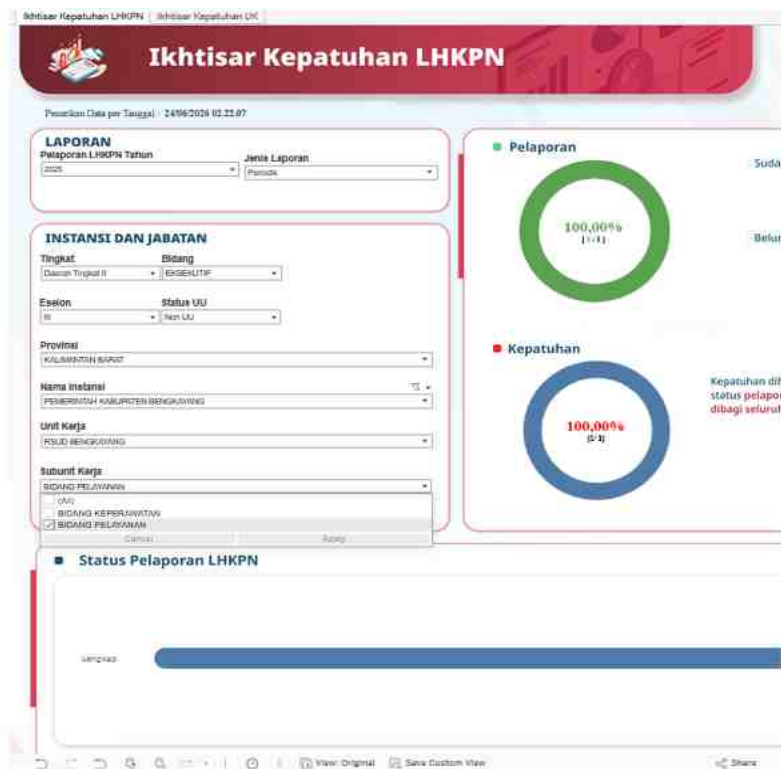 Ikhtisar Kepatuhan LHKPN
Ikhtisar Kepatuhan UK
Ikhtisar Kepatuhan LHKPN
Penarikan Data per Tanggal : 24/06/2026 02.22.07
LAPORAN
Pelaporan LHKPN Tahun
2025
Jenis Laporan
Periodik
INSTANSI DAN JABATAN
Tingkat
Daerah Tingkat II
Bidang
EKSEKUTIF
Eselon
III
Status UU
Non UU
Provinsi
KALIMANTAN BARAT
Nama Instansi
PEMERINTAH KABUPATEN BENGKAYANG
Unit Kerja
RSUD BENGKAYANG
Subunit Kerja
BIDANG PELAYANAN
(All)
BIDANG KEPERAWATAN
BIDANG PELAYANAN
Cancel
Apply
Pelaporan
100,00%
[1/1]
Suda
Belum
Kepatuhan
100,00%
[1/1]
Kepatuhan dih
status pelapor
dibagi seluruh
Status Pelaporan LHKPN
Lengkap
View: Original
Save Custom View
Share